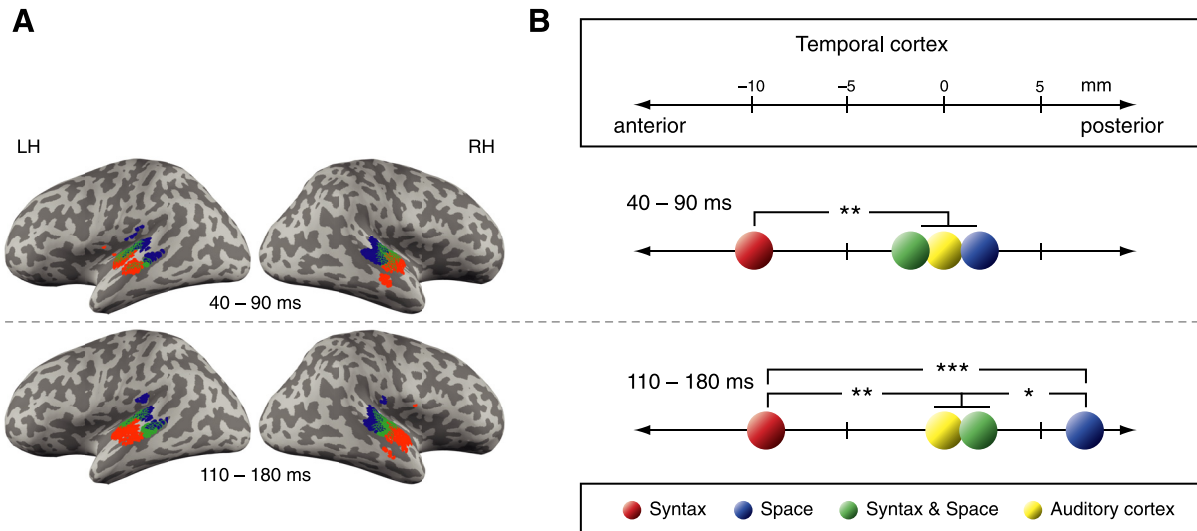 A
B
Temporal cortex
−10 −5 0 5 mm
anterior posterior
LH RH
40 – 90 ms
40 – 90 ms
**
110 – 180 ms
110 – 180 ms
***
** *
Syntax Space Syntax & Space Auditory cortex